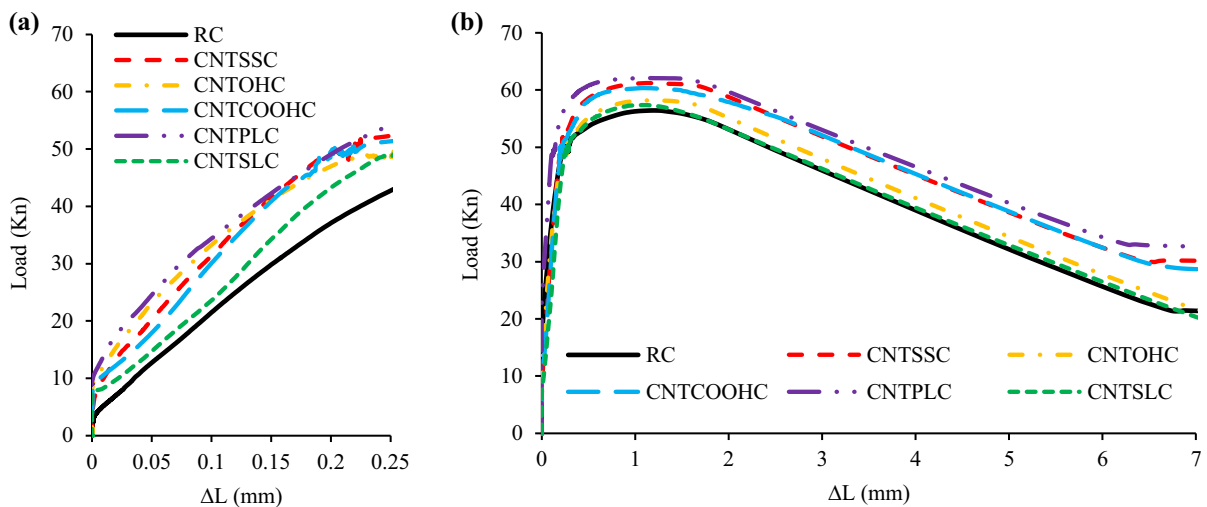 (a)
70
60
50
40
30
20
10
0
Load (Kn)
0 0.05 0.1 0.15 0.2 0.25
ΔL (mm)
RC
CNTSSC
CNTOHC
CNTCOOHC
CNTPLC
CNTSLC
(b)
70
60
50
40
30
20
10
0
Load (Kn)
RC CNTSSC CNTOHC
CNTCOOHC CNTPLC CNTSLC
0 1 2 3 4 5 6 7
ΔL (mm)